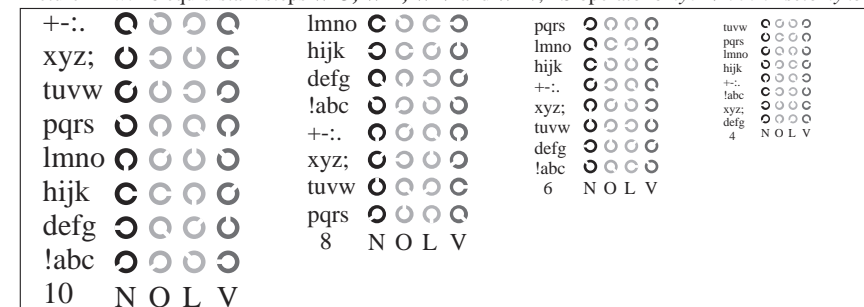 +-:.
xyz;
tuvw
pqrs
lmno
hijk
defg
!abc
10 N O L V
lmno
hijk
defg
!abc
+-:.
xyz;
tuvw
pqrs
8 N O L V
pqrs
lmno
hijk
+-:.
xyz;
tuvw
defg
!abc
6 N O L V
tuvw
pqrs
lmno
hijk
+-:.
!abc
xyz;
defg
4 N O L V